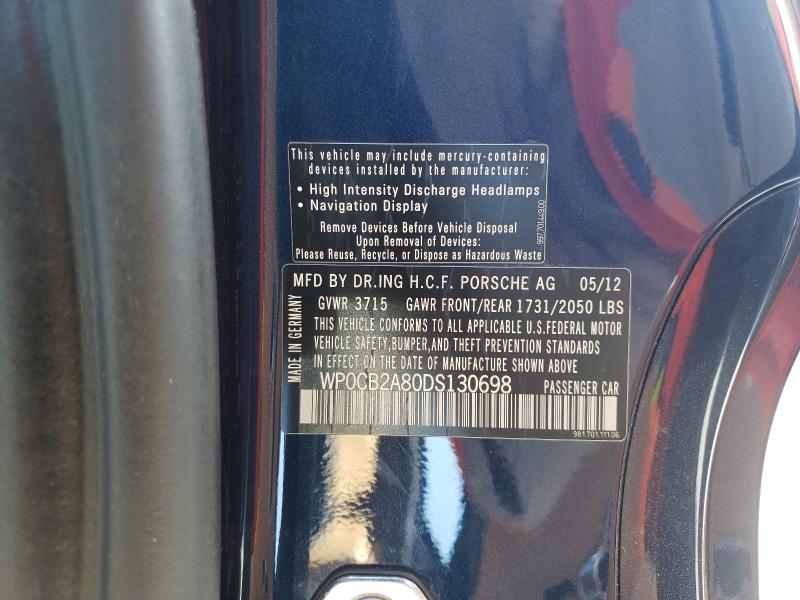 This vehicle may include mercury-containing
devices installed by the manufacturer:
• High Intensity Discharge Headlamps
• Navigation Display
Remove Devices Before Vehicle Disposal
Upon Removal of Devices:
Please Reuse, Recycle, or Dispose as Hazardous Waste
MADE IN GERMANY
MFD BY DR.ING H.C.F. PORSCHE AG 05/12
GVWR 3715 GAWR FRONT/REAR 1731/2050 LBS
THIS VEHICLE CONFORMS TO ALL APPLICABLE U.S.FEDERAL MOTOR
VEHICLE SAFETY,BUMPER,AND THEFT PREVENTION STANDARDS
IN EFFECT ON THE DATE OF MANUFACTURE SHOWN ABOVE
WP0CB2A80DS130698 PASSENGER CAR
981.701.111.06